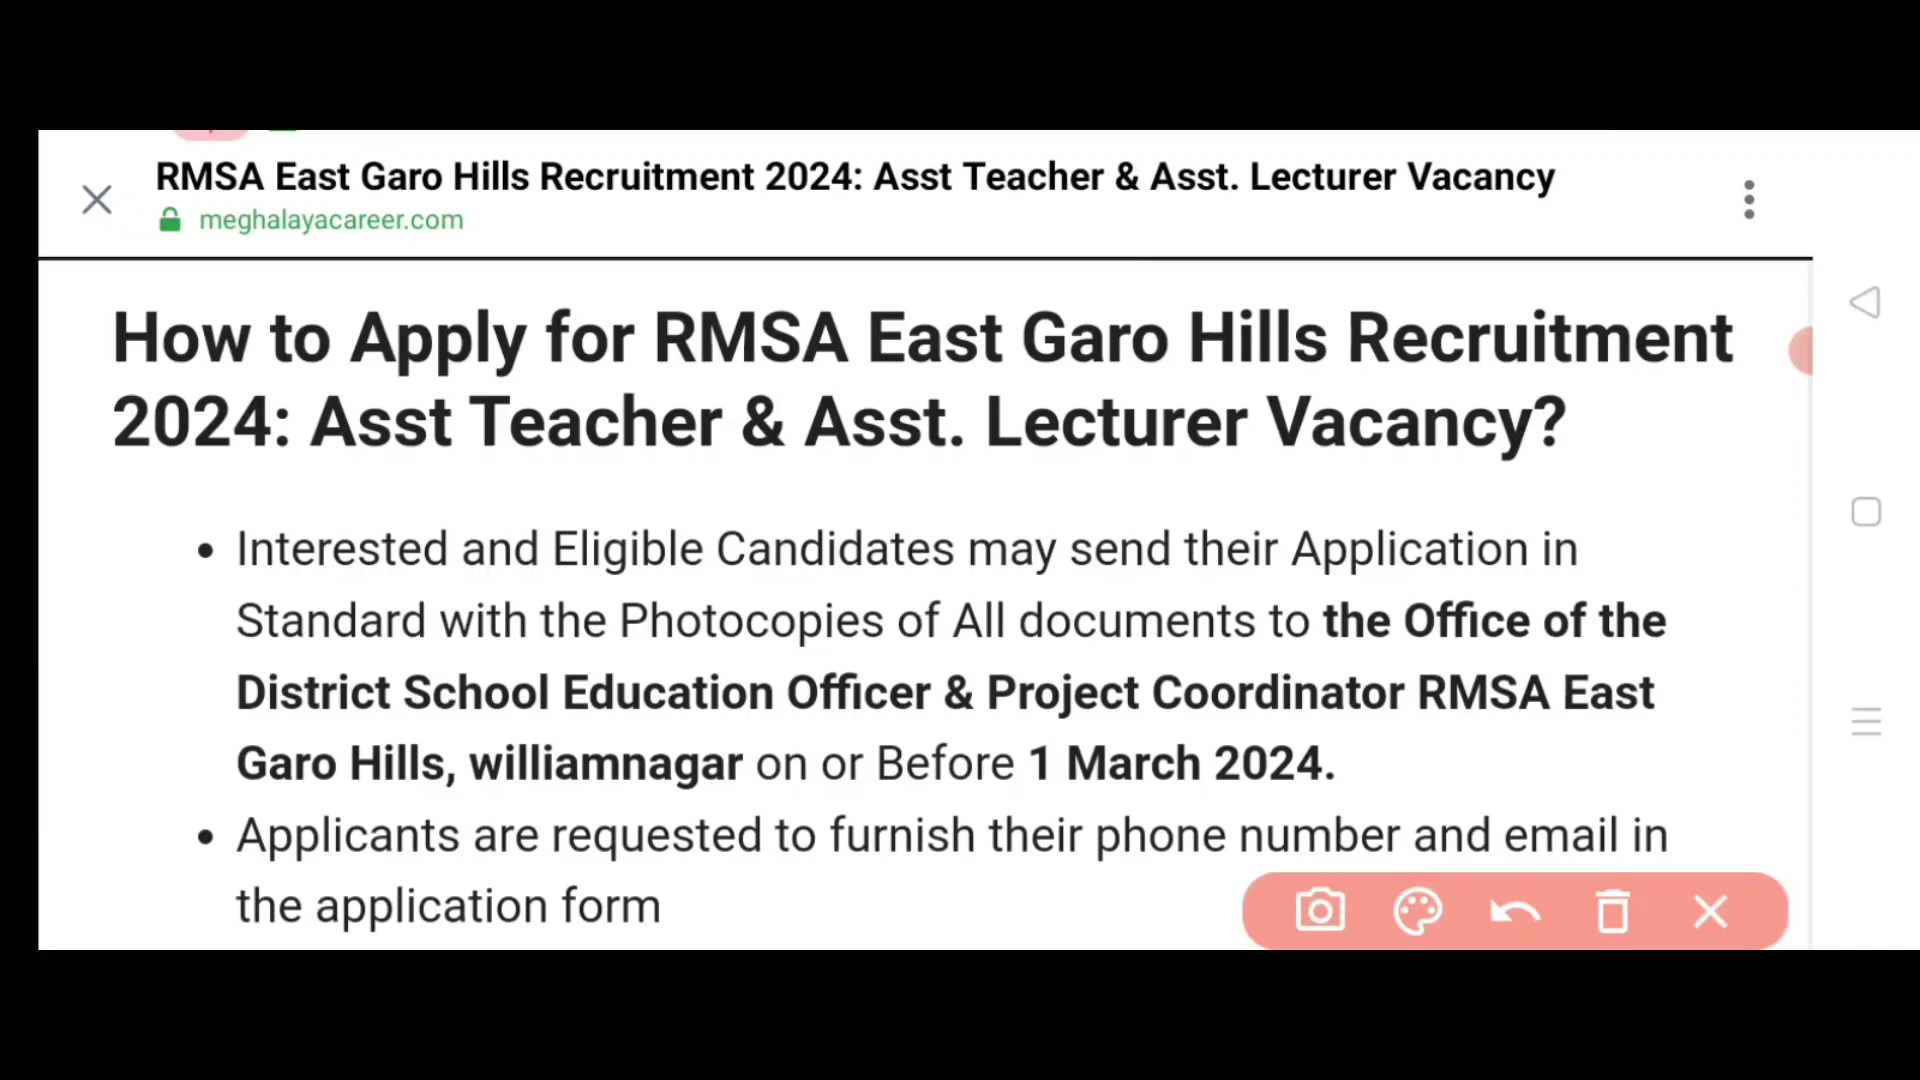 RMSA East Garo Hills Recruitment 2024: Asst Teacher & Asst. Lecturer Vacancy
meghalayacareer.com
How to Apply for RMSA East Garo Hills Recruitment
2024: Asst Teacher & Asst. Lecturer Vacancy?
• Interested and Eligible Candidates may send their Application in
Standard with the Photocopies of All documents to the Office of the
District School Education Officer & Project Coordinator RMSA East
Garo Hills, williamnagar on or Before 1 March 2024.
• Applicants are requested to furnish their phone number and email in
the application form